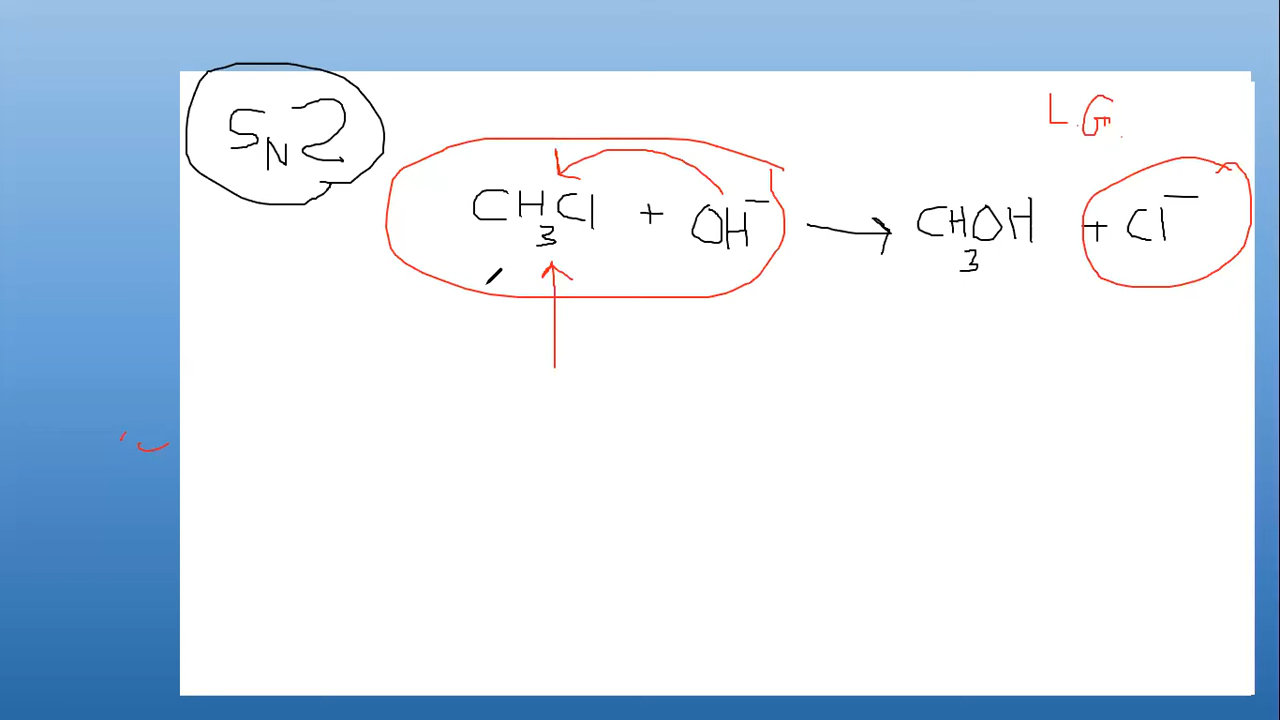 SN2
L.G.
CH3Cl + OH⁻ → CH3OH + Cl⁻